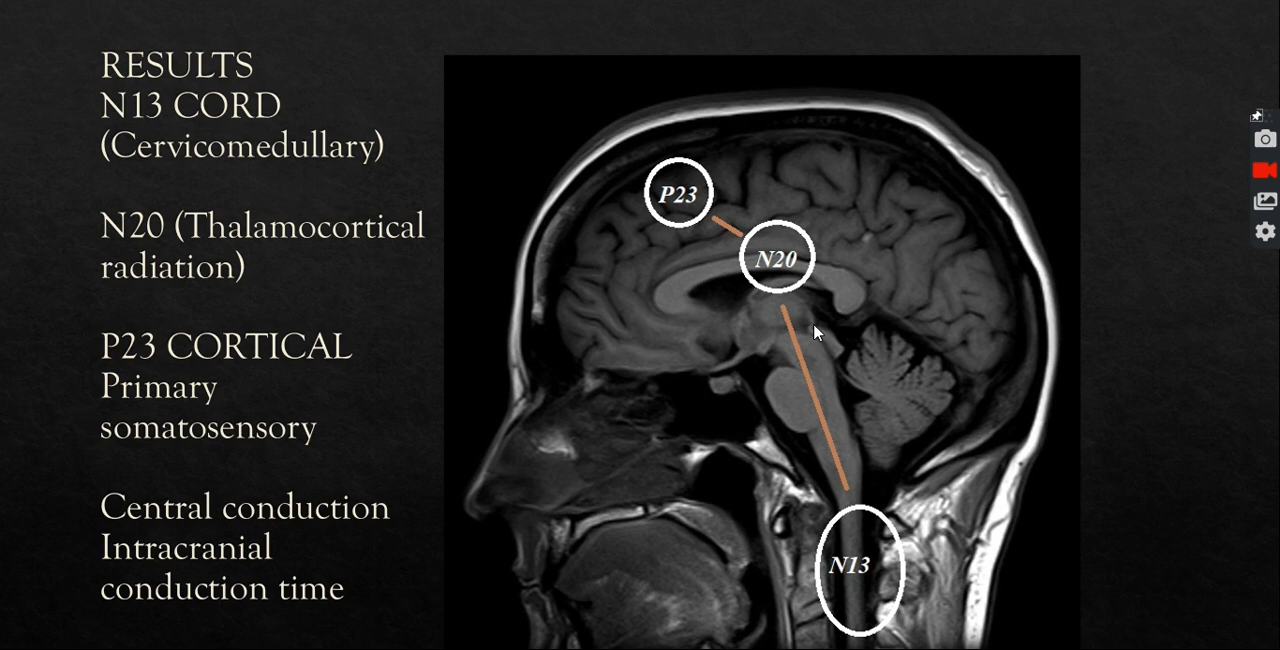 RESULTS
N13 CORD
(Cervicomedullary)
N20 (Thalamocortical
radiation)
P23 CORTICAL
Primary
somatosensory
Central conduction
Intracranial
conduction time
P23
N20
N13